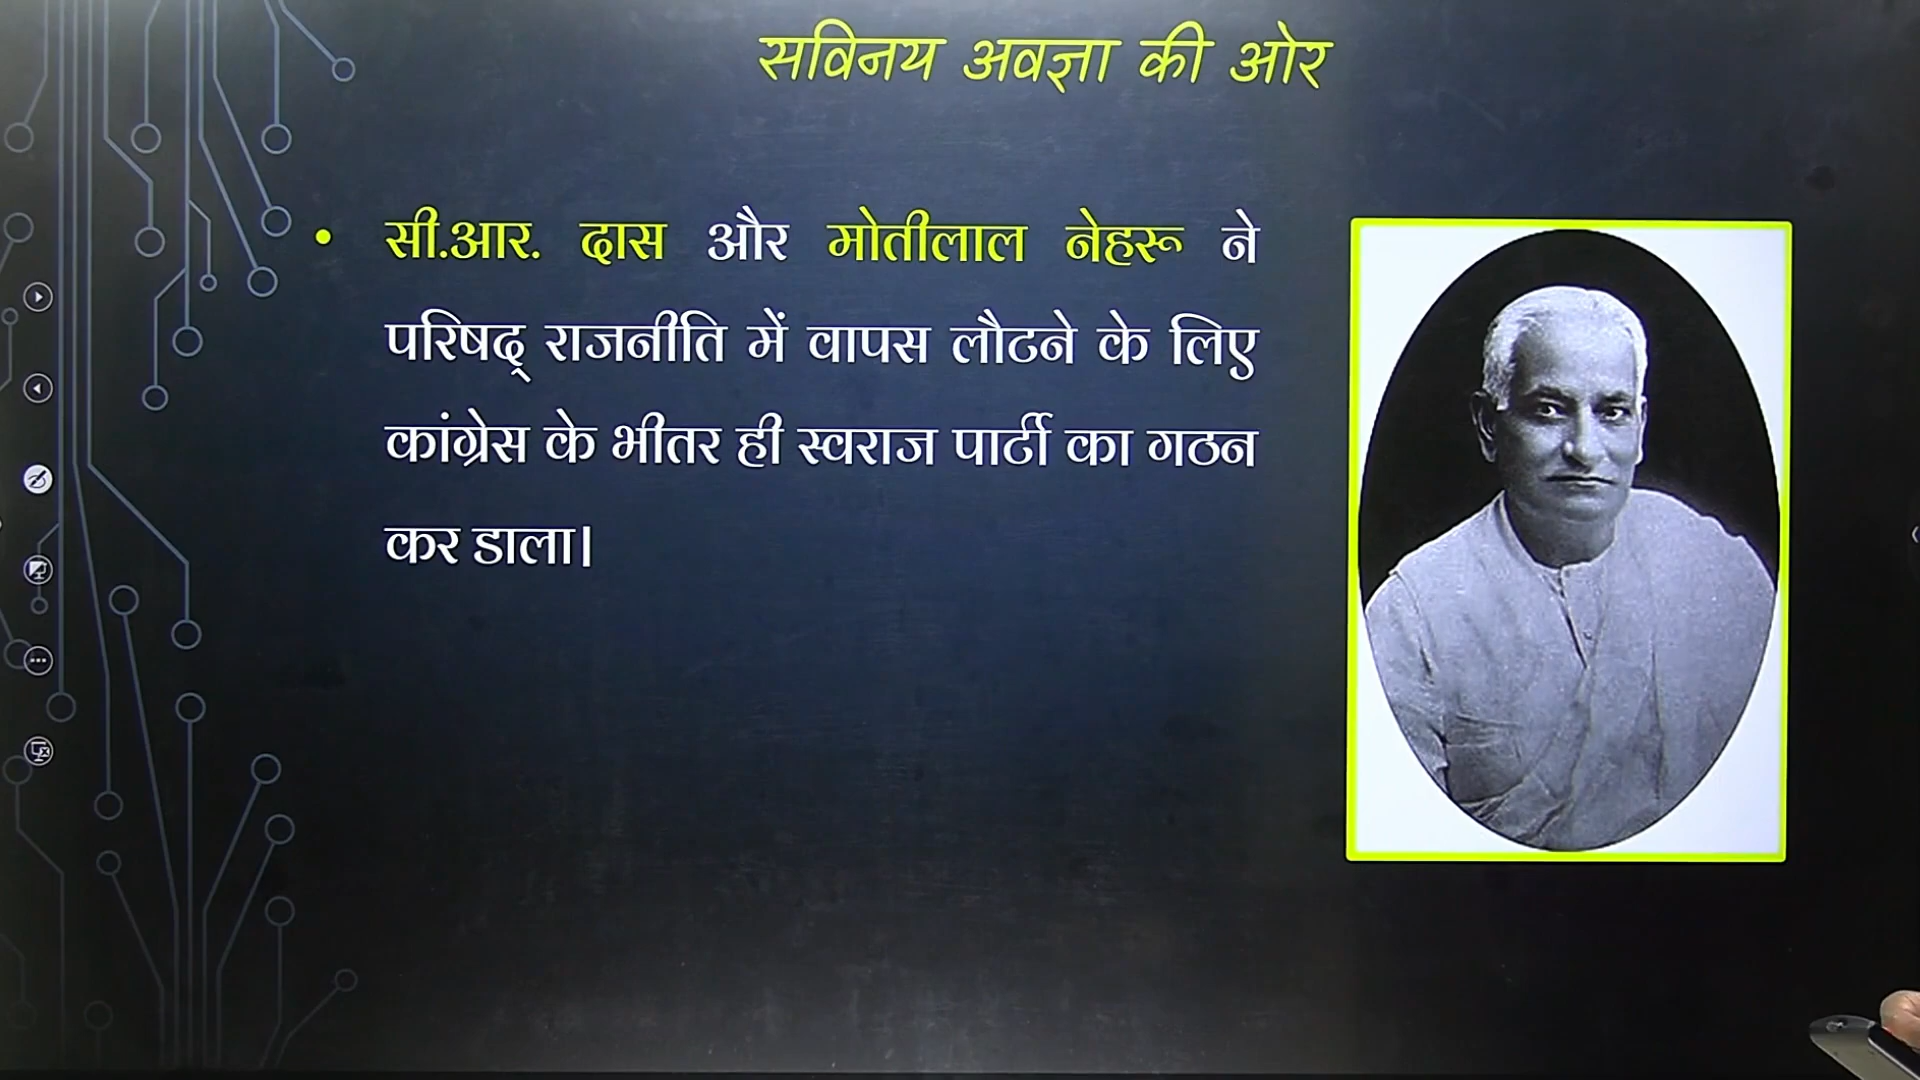 सविनय अवज्ञा की ओर
• सी.आर. दास और मोतीलाल नेहरू ने
परिषद् राजनीति में वापस लौटने के लिए
कांग्रेस के भीतर ही स्वराज पार्टी का गठन
कर डाला।